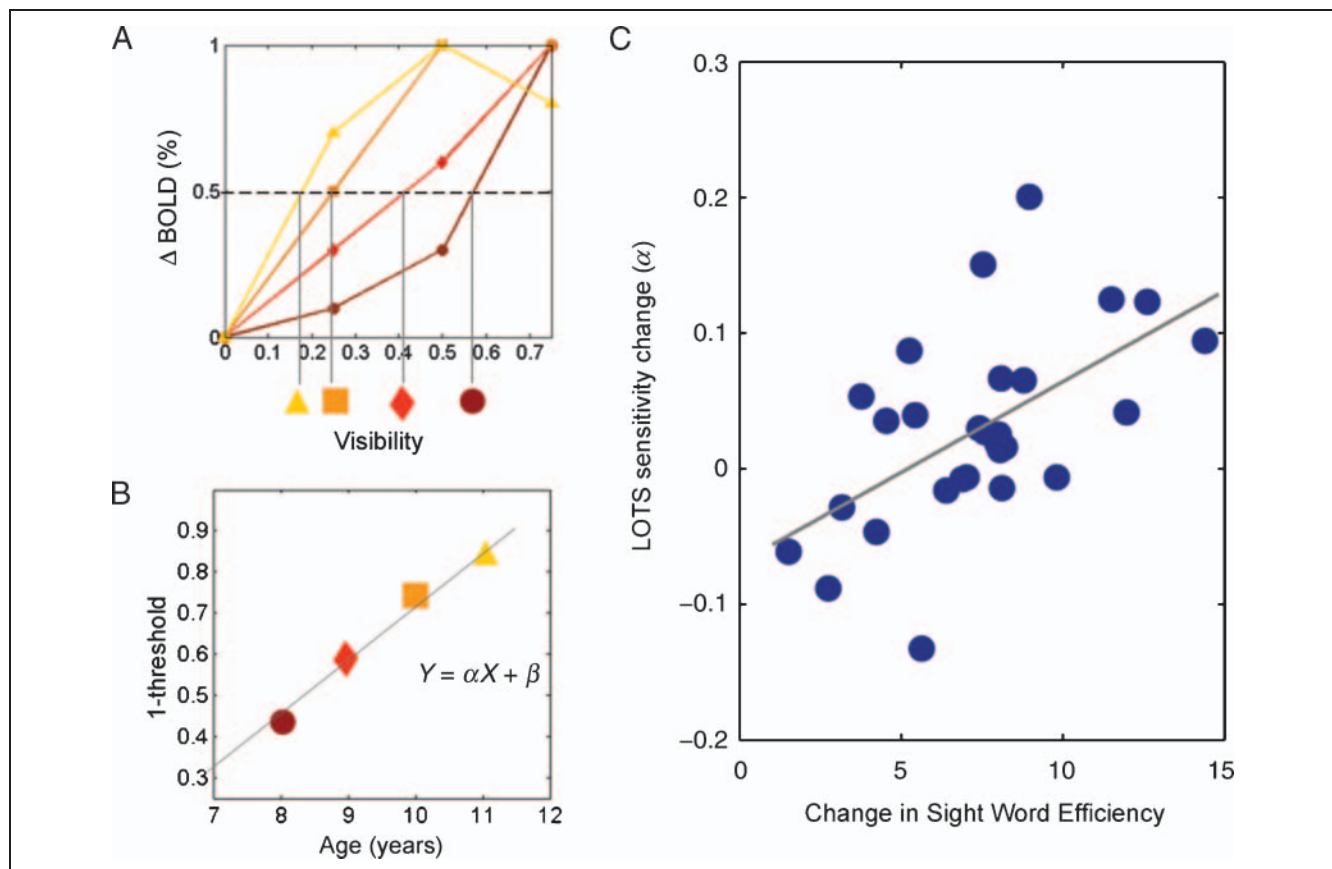 A
Δ BOLD (%)
1
0.5
0
0 0.1 0.2 0.3 0.4 0.5 0.6 0.7
Visibility
B
1-threshold
0.9
0.8
0.7
0.6
0.5
0.4
0.3
Y = αX + β
7 8 9 10 11 12
Age (years)
C
LOTS sensitivity change (α)
0.3
0.2
0.1
0
−0.1
−0.2
0 5 10 15
Change in Sight Word Efficiency